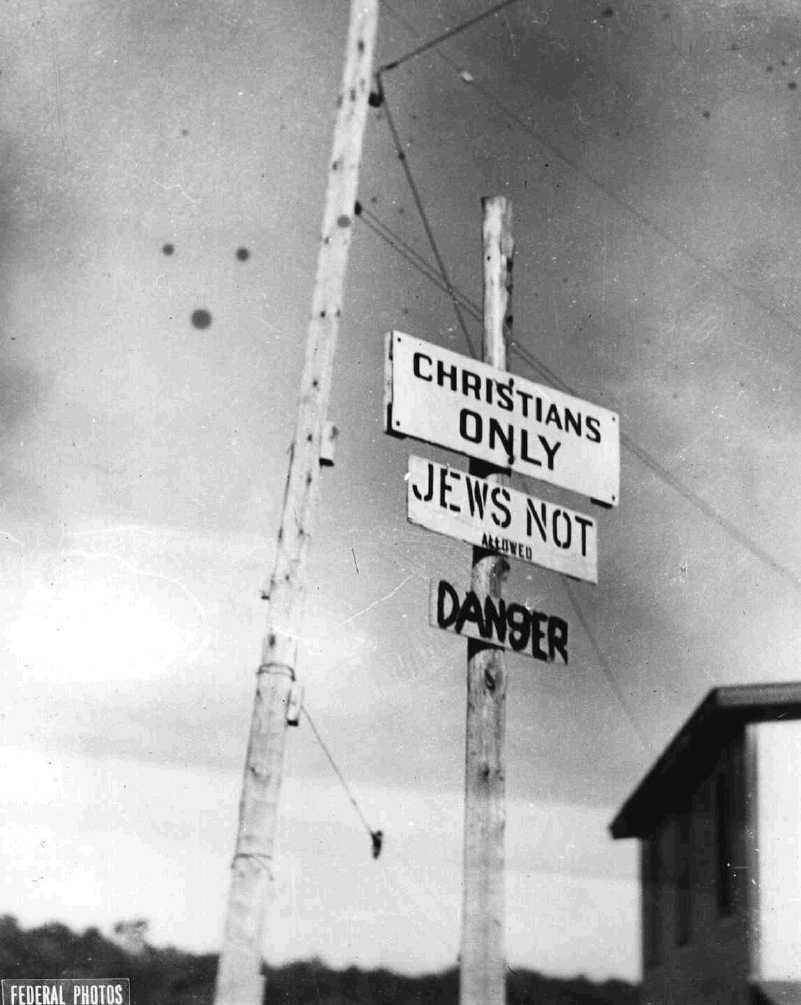 CHRISTIANS
ONLY
JEWS NOT
ALLOWED
DANGER
FEDERAL PHOTOS